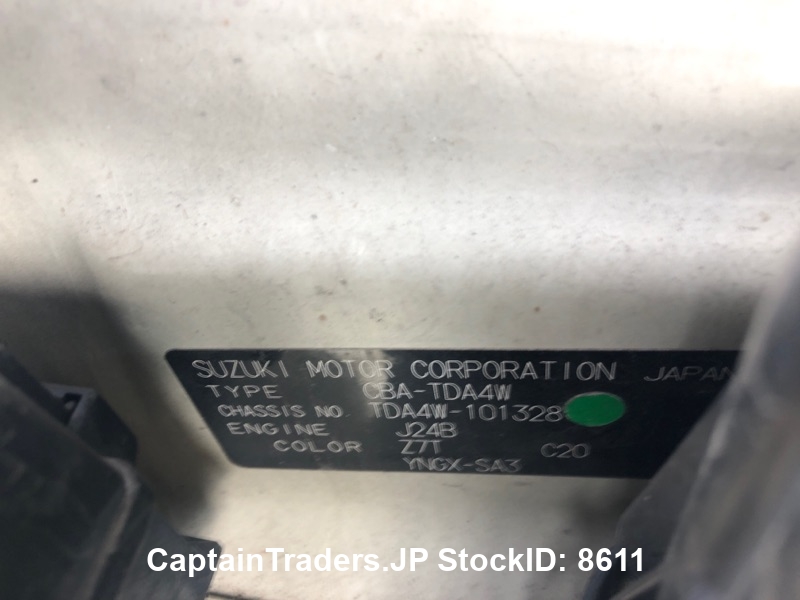 SUZUKI MOTOR CORPORATION JAPAN
TYPE CBA-TDA4W
CHASSIS NO. TDA4W-101328
ENGINE J24B
COLOR Z7T C20
YNGX-SA3
CaptainTraders.JP StockID: 8611